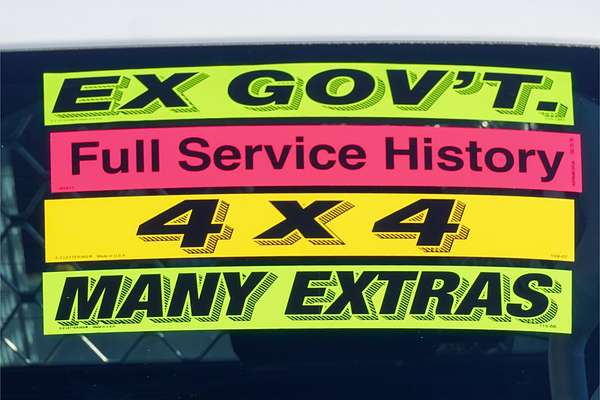 EX GOV'T.
Full Service History
4 X 4
MANY EXTRAS